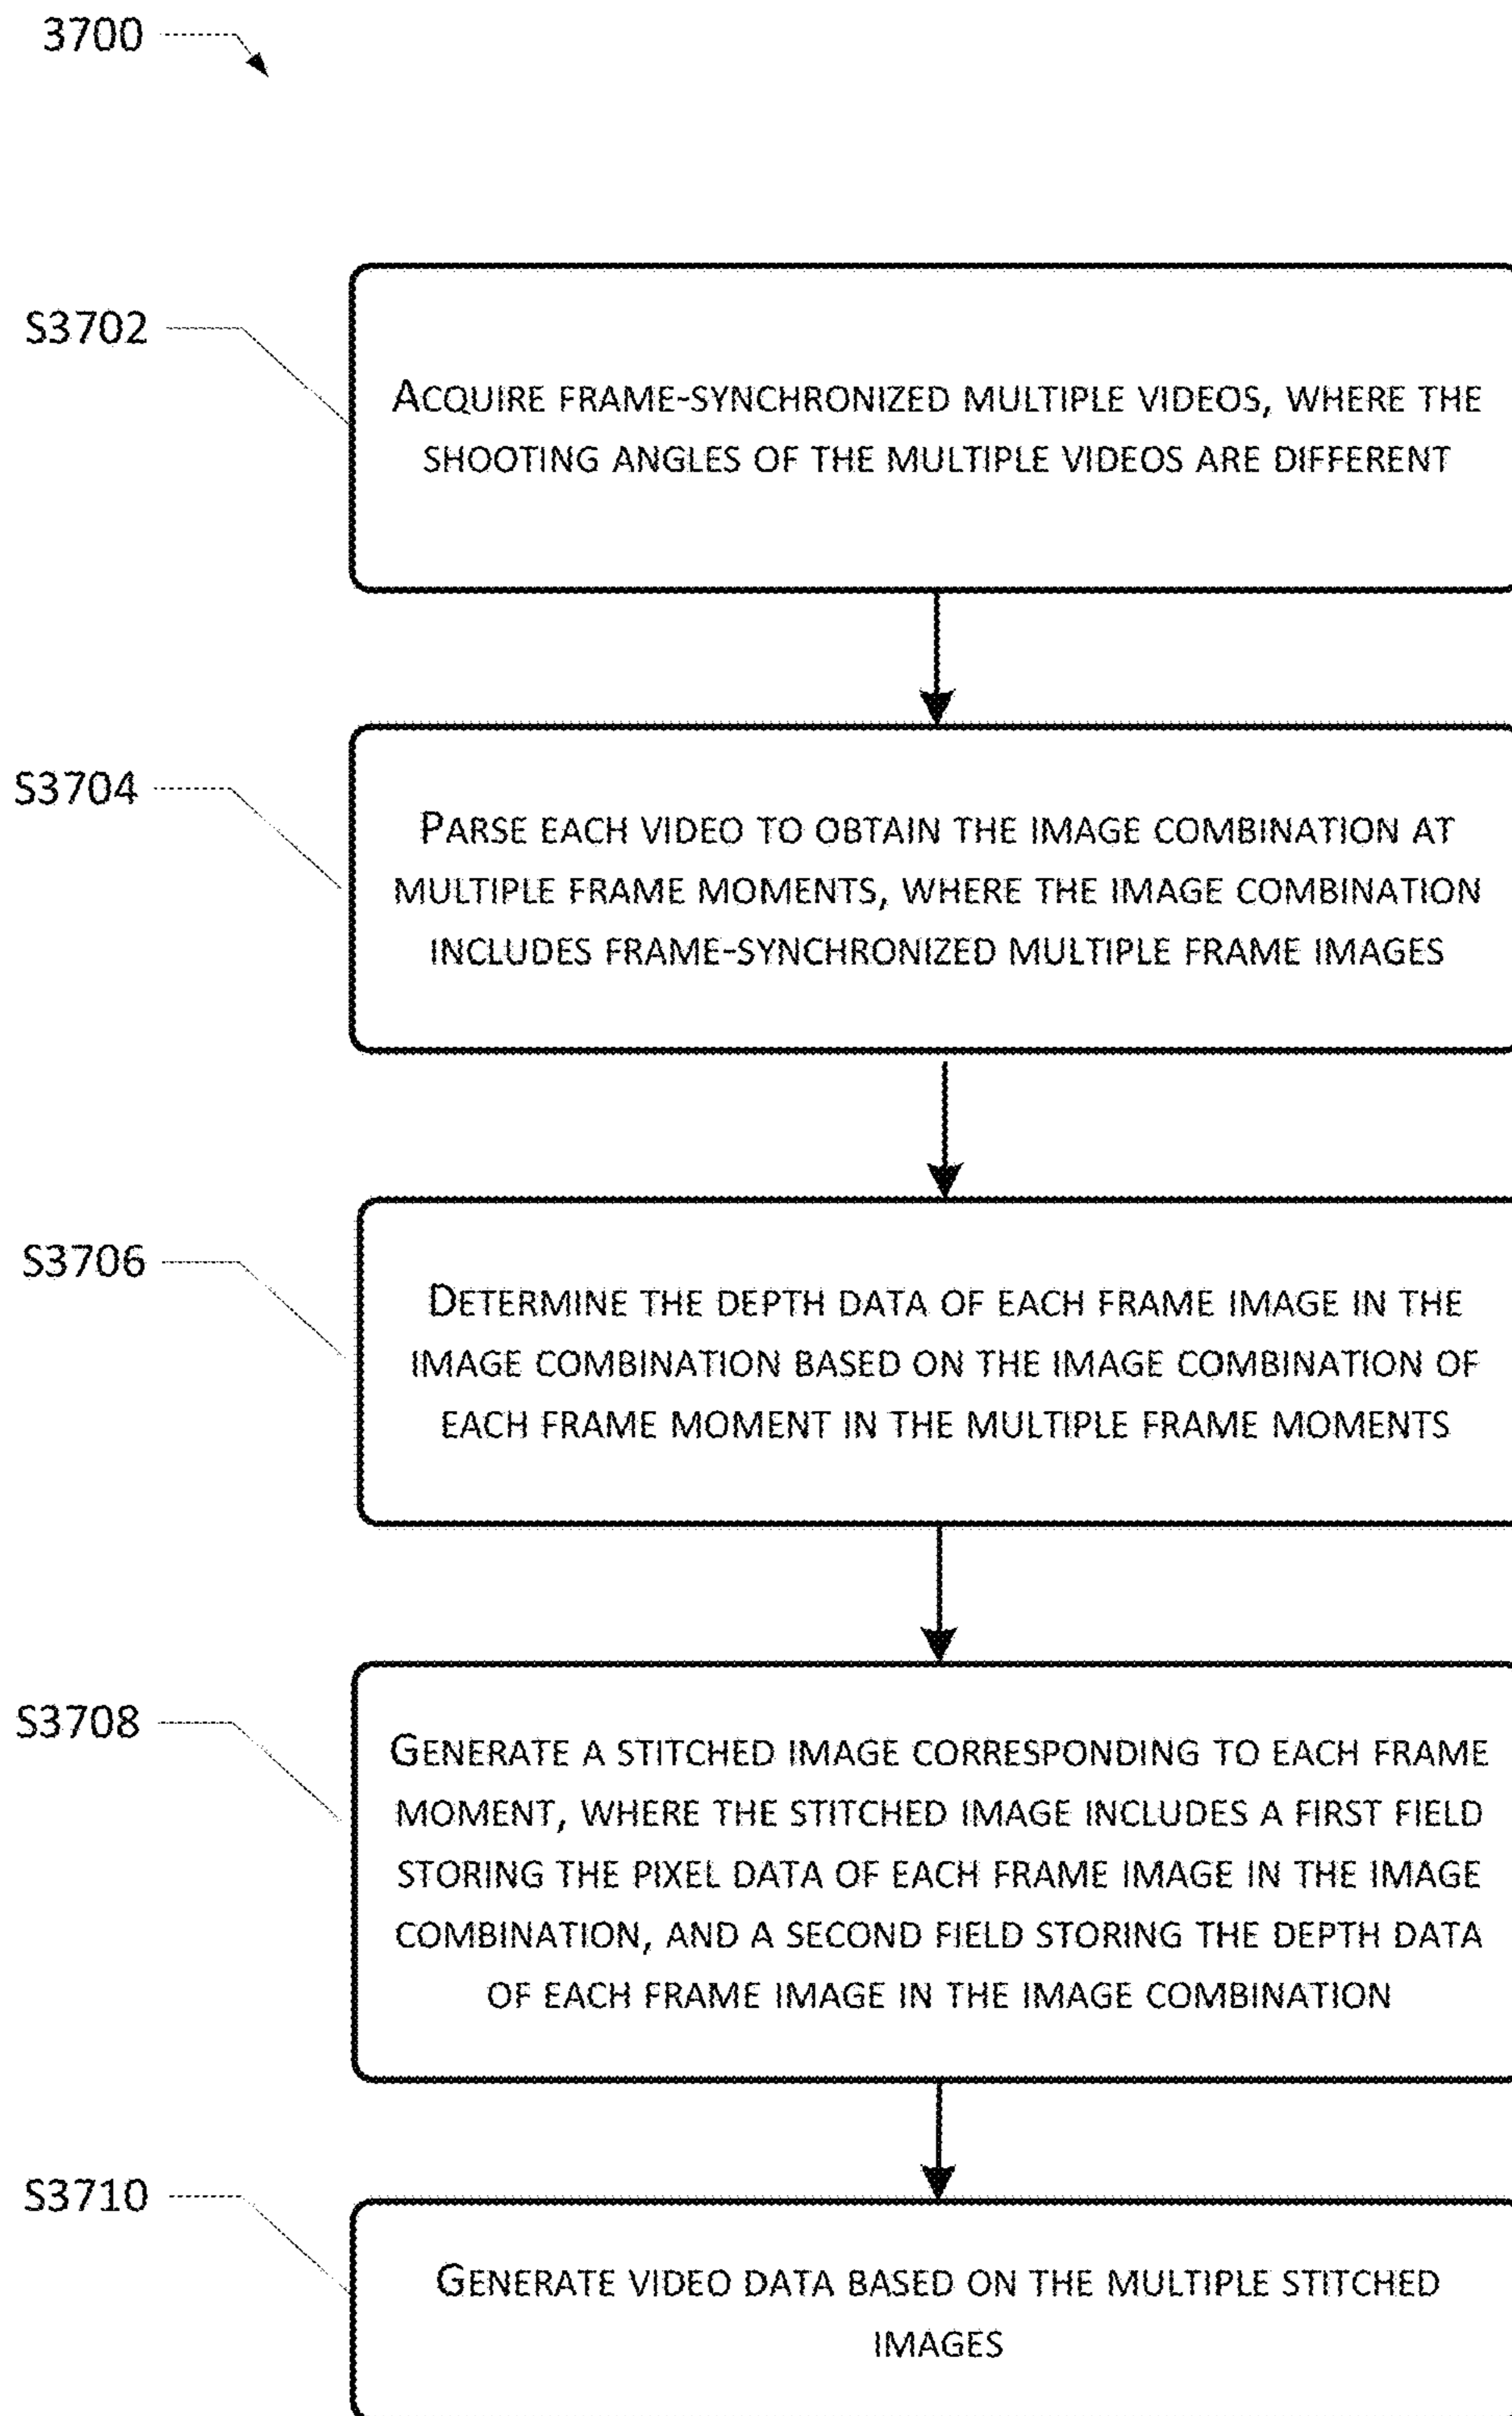 3700
S3702
ACQUIRE FRAME-SYNCHRONIZED MULTIPLE VIDEOS, WHERE THE
SHOOTING ANGLES OF THE MULTIPLE VIDEOS ARE DIFFERENT
S3704
PARSE EACH VIDEO TO OBTAIN THE IMAGE COMBINATION AT
MULTIPLE FRAME MOMENTS, WHERE THE IMAGE COMBINATION
INCLUDES FRAME-SYNCHRONIZED MULTIPLE FRAME IMAGES
S3706
DETERMINE THE DEPTH DATA OF EACH FRAME IMAGE IN THE
IMAGE COMBINATION BASED ON THE IMAGE COMBINATION OF
EACH FRAME MOMENT IN THE MULTIPLE FRAME MOMENTS
S3708
GENERATE A STITCHED IMAGE CORRESPONDING TO EACH FRAME
MOMENT, WHERE THE STITCHED IMAGE INCLUDES A FIRST FIELD
STORING THE PIXEL DATA OF EACH FRAME IMAGE IN THE IMAGE
COMBINATION, AND A SECOND FIELD STORING THE DEPTH DATA
OF EACH FRAME IMAGE IN THE IMAGE COMBINATION
S3710
GENERATE VIDEO DATA BASED ON THE MULTIPLE STITCHED
IMAGES